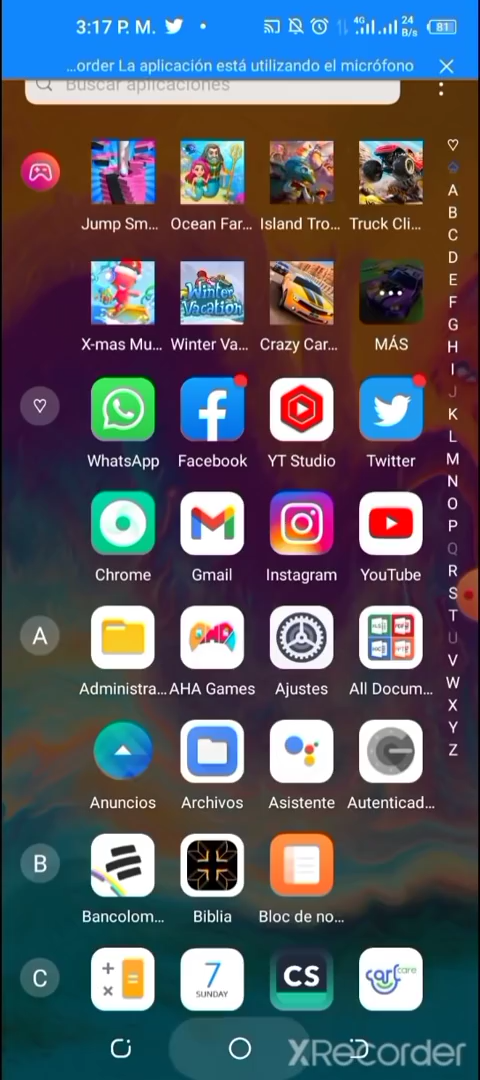 3:17 P. M. 4G 24 B/s 81
...order La aplicación está utilizando el micrófono
Buscar aplicaciones
Jump Sm... Ocean Far... Island Tro... Truck Cli...
Winter Vacation
X-mas Mu... Winter Va... Crazy Car... MÁS
WhatsApp Facebook YT Studio Twitter
Chrome Gmail Instagram YouTube
A
Administra... AHA Games Ajustes All Docum...
Anuncios Archivos Asistente Autenticad...
B
Bancolom... Biblia Bloc de no...
C
7 SUNDAY CS carlcare
A
B
C
D
E
F
G
H
I
J
K
L
M
N
O
P
Q
R
S
T
U
V
W
X
Y
Z
XRecorder